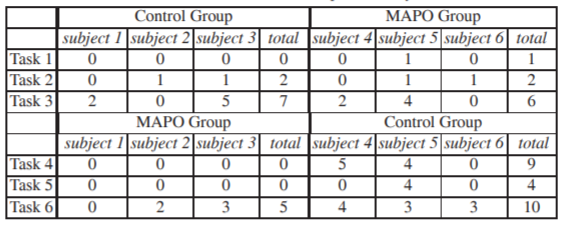 Control Group MAPO Group
subject 1 subject 2 subject 3 total subject 4 subject 5 subject 6 total
Task 1 0 0 0 0 0 1 0 1
Task 2 0 1 1 2 0 1 1 2
Task 3 2 0 5 7 2 4 0 6
MAPO Group Control Group
subject 1 subject 2 subject 3 total subject 4 subject 5 subject 6 total
Task 4 0 0 0 0 5 4 0 9
Task 5 0 0 0 0 0 4 0 4
Task 6 0 2 3 5 4 3 3 10